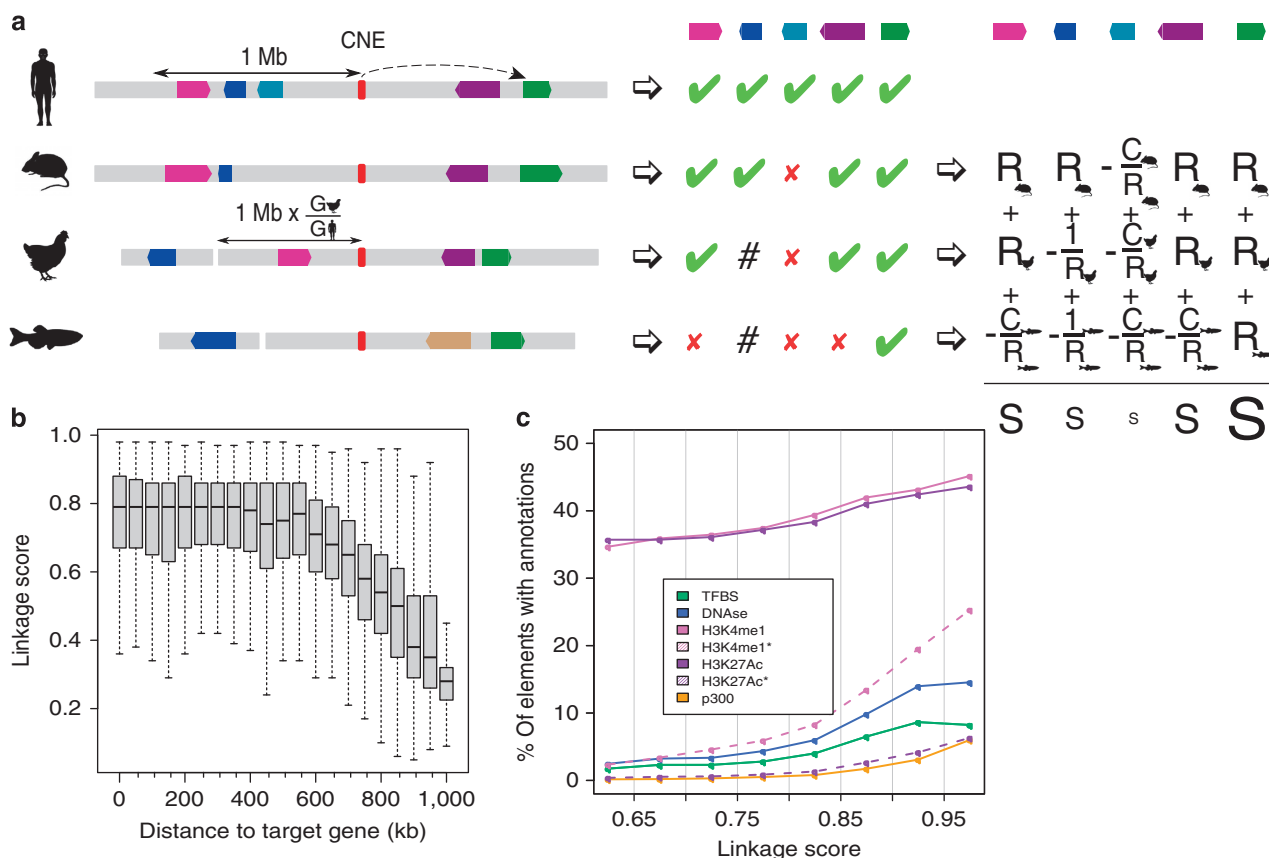 a
CNE
1 Mb
R R - C/R R R
+ + + + +
1 Mb x G/G
# R - 1/R - C/R R R
+ + + + +
# - C/R - 1/R - C/R - C/R R
S S S S S
b
1.0
0.8
0.6
0.4
0.2
Linkage score
0 200 400 600 800 1,000
Distance to target gene (kb)
c
50
40
30
20
10
0
% Of elements with annotations
TFBS
DNAse
H3K4me1
H3K4me1*
H3K27Ac
H3K27Ac*
p300
0.65 0.75 0.85 0.95
Linkage score